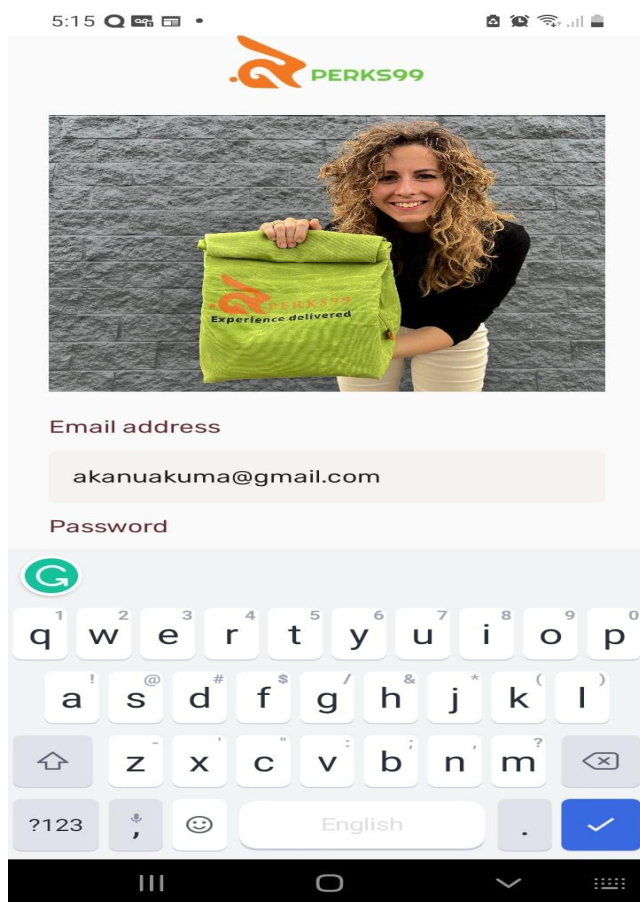 5:15
PERKS99
PERKS99
Experience delivered
Email address
akanuakuma@gmail.com
Password
1 2 3 4 5 6 7 8 9 0
q w e r t y u i o p
! @ # $ / & * ( )
a s d f g h j k l
- ' " : ; , ?
z x c v b n m
?123 , English .